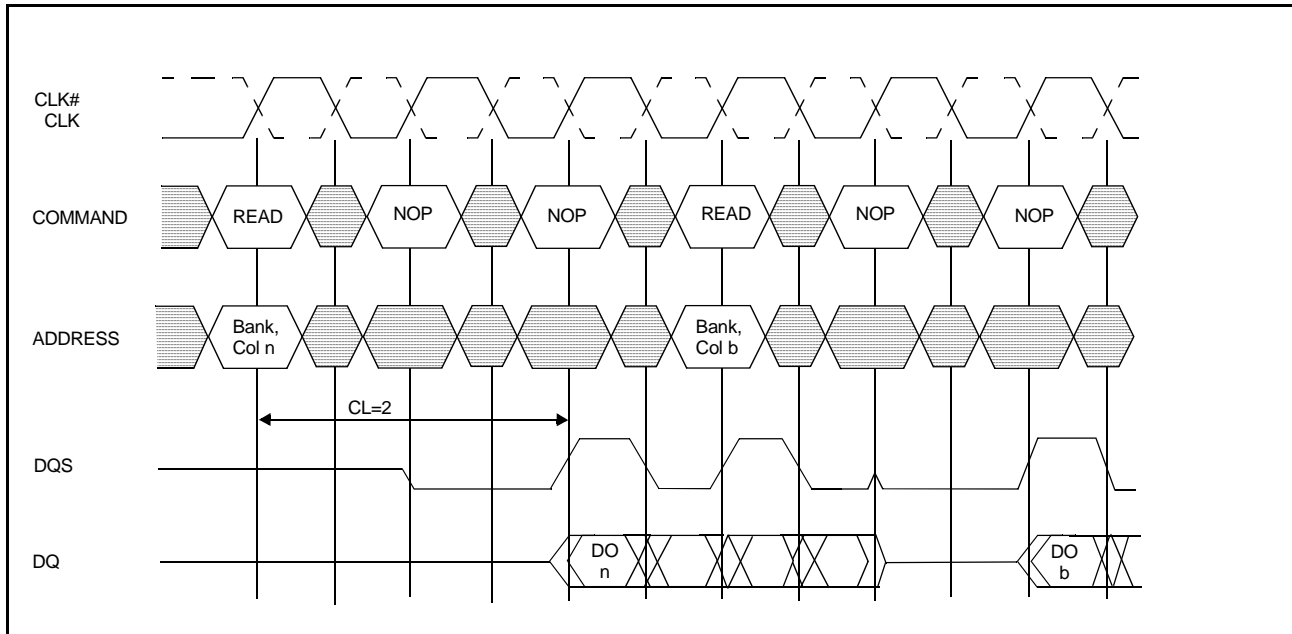 CLK#
CLK
COMMAND
READ
NOP
NOP
READ
NOP
NOP
ADDRESS
Bank,
Col n
Bank,
Col b
CL=2
DQS
DQ
DO
n
DO
b